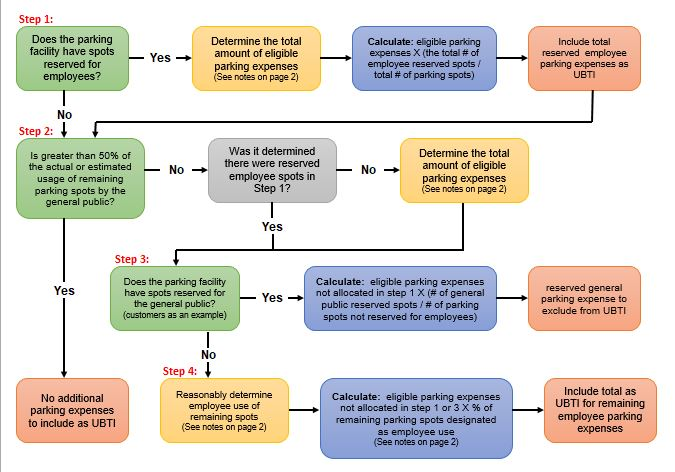 Step 1:
Does the parking
facility have spots
reserved for
employees?
Yes
Determine the total
amount of eligible
parking expenses
(See notes on page 2)
Calculate: eligible parking
expenses X (the total # of
employee reserved spots /
total # of parking spots)
Include total
reserved employee
parking expenses as
UBTI
No
Step 2:
Is greater than 50% of
the actual or estimated
usage of remaining
parking spots by the
general public?
No
Was it determined
there were reserved
employee spots in
Step 1?
No
Determine the total
amount of eligible
parking expenses
(See notes on page 2)
Yes
Yes
Step 3:
Does the parking facility
have spots reserved for
the general public?
(customers as an example)
Yes
Calculate: eligible parking expenses
not allocated in step 1 X (# of general
public reserved spots / # of parking
spots not reserved for employees)
reserved general
parking expense to
exclude from UBTI
No
No additional
parking expenses
to include as UBTI
Step 4:
Reasonably determine
employee use of
remaining spots
(See notes on page 2)
Calculate: eligible parking expenses
not allocated in step 1 or 3 X % of
remaining parking spots designated
as employee use
(See notes on page 2)
Include total as
UBTI for remaining
employee parking
expenses